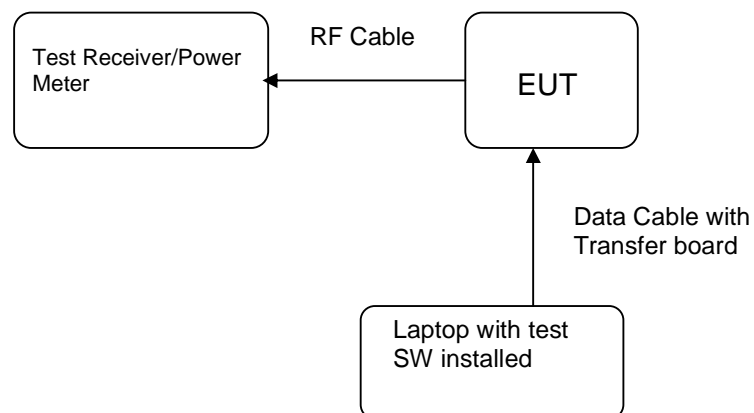 Test Receiver/Power
Meter
RF Cable
EUT
Data Cable with
Transfer board
Laptop with test
SW installed